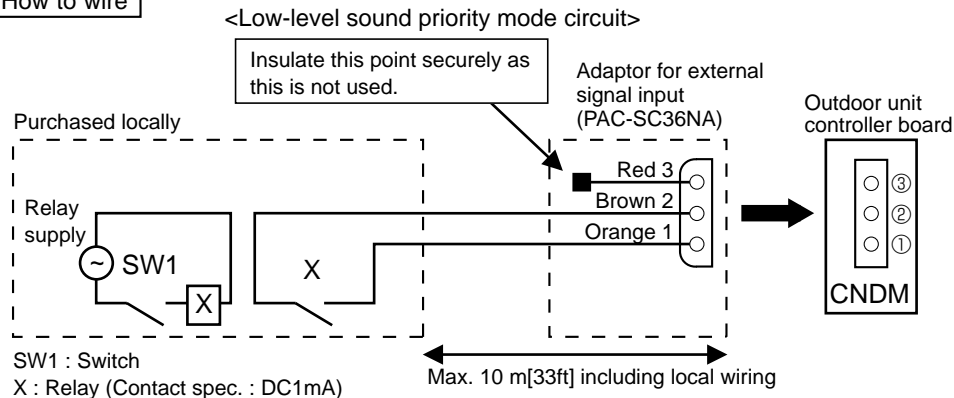 How to wire
<Low-level sound priority mode circuit>
Insulate this point securely as
this is not used.
Adaptor for external
signal input
(PAC-SC36NA)
Outdoor unit
controller board
Purchased locally
Relay
supply
~
SW1
X
X
Red 3
Brown 2
Orange 1
③
②
①
CNDM
SW1 : Switch
X : Relay (Contact spec. : DC1mA)
Max. 10 m[33ft] including local wiring